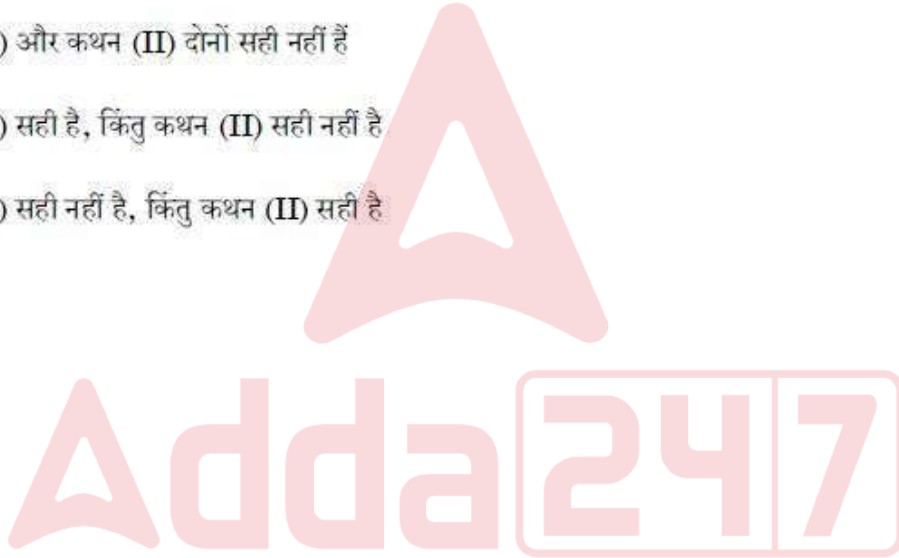 ) और कथन (II) दोनों सही नहीं हैं
) सही है, किंतु कथन (II) सही नहीं है
) सही नहीं है, किंतु कथन (II) सही है
Adda247